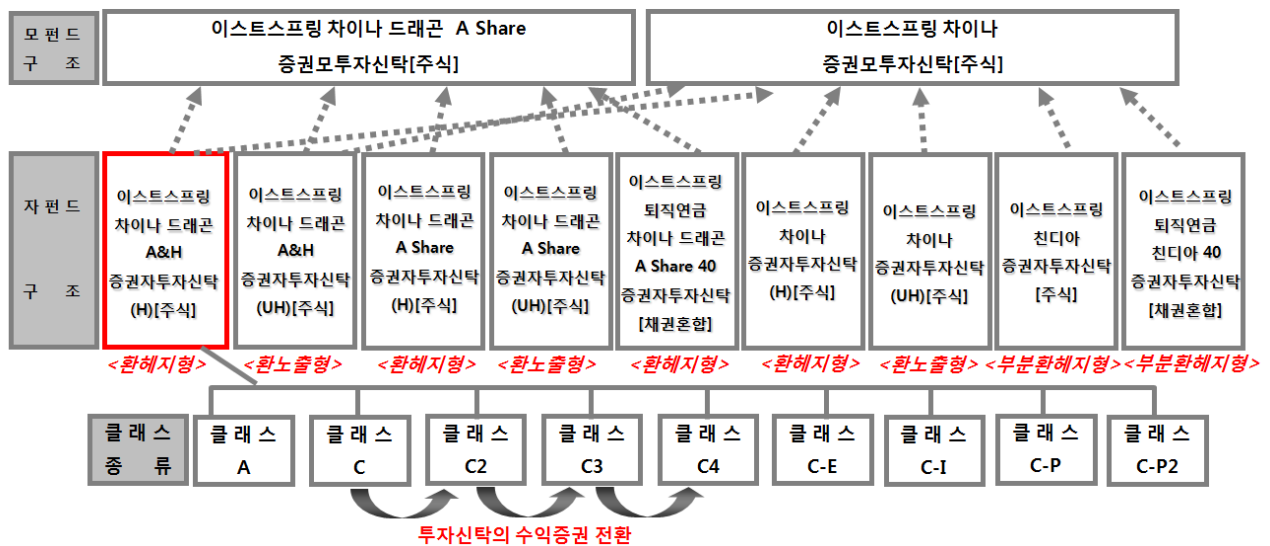 모펀드
구 조
이스트스프링 차이나 드래곤 A Share
증권모투자신탁[주식]
이스트스프링 차이나
증권모투자신탁[주식]
자펀드
구 조
이스트스프링
차이나 드래곤
A&H
증권자투자신탁
(H)[주식]
이스트스프링
차이나 드래곤
A&H
증권자투자신탁
(UH)[주식]
이스트스프링
차이나 드래곤
A Share
증권자투자신탁
(H)[주식]
이스트스프링
차이나 드래곤
A Share
증권자투자신탁
(UH)[주식]
이스트스프링
퇴직연금
차이나 드래곤
A Share 40
증권자투자신탁
[채권혼합]
이스트스프링
차이나
증권자투자신탁
(H)[주식]
이스트스프링
차이나
증권자투자신탁
(UH)[주식]
이스트스프링
친디아
증권자투자신탁
[주식]
이스트스프링
퇴직연금
친디아 40
증권자투자신탁
[채권혼합]
<환헤지형>
<환노출형>
<환헤지형>
<환노출형>
<환헤지형>
<환헤지형>
<환노출형>
<부분환헤지형>
<부분환헤지형>
클래스
종 류
클래스
A
클래스
C
클래스
C2
클래스
C3
클래스
C4
클래스
C-E
클래스
C-I
클래스
C-P
클래스
C-P2
투자신탁의 수익증권 전환